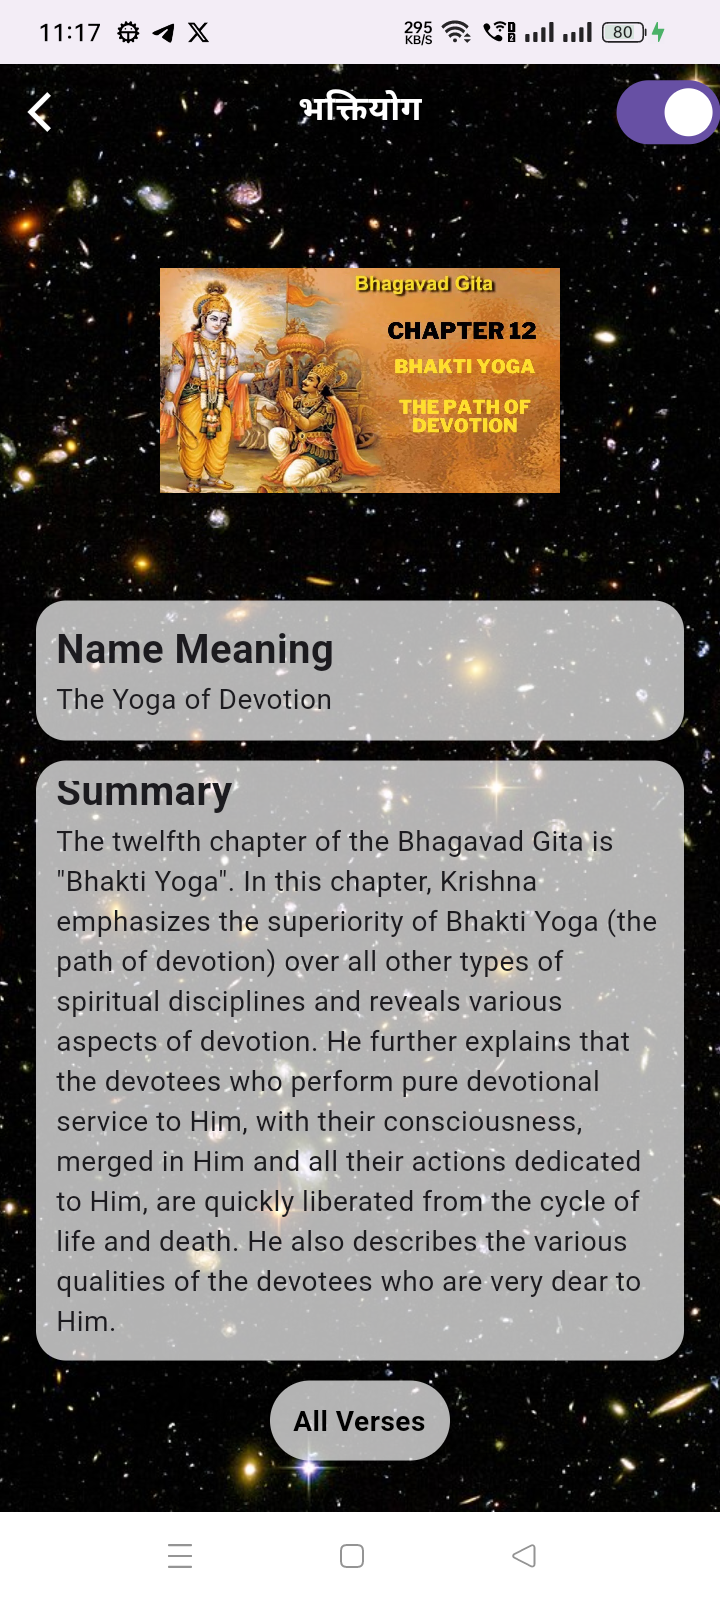 11:17
295
KB/S
80
भक्तियोग
Bhagavad Gita
CHAPTER 12
BHAKTI YOGA
THE PATH OF
DEVOTION
Name Meaning
The Yoga of Devotion
Summary
The twelfth chapter of the Bhagavad Gita is
"Bhakti Yoga". In this chapter, Krishna
emphasizes the superiority of Bhakti Yoga (the
path of devotion) over all other types of
spiritual disciplines and reveals various
aspects of devotion. He further explains that
the devotees who perform pure devotional
service to Him, with their consciousness,
merged in Him and all their actions dedicated
to Him, are quickly liberated from the cycle of
life and death. He also describes the various
qualities of the devotees who are very dear to
Him.
All Verses